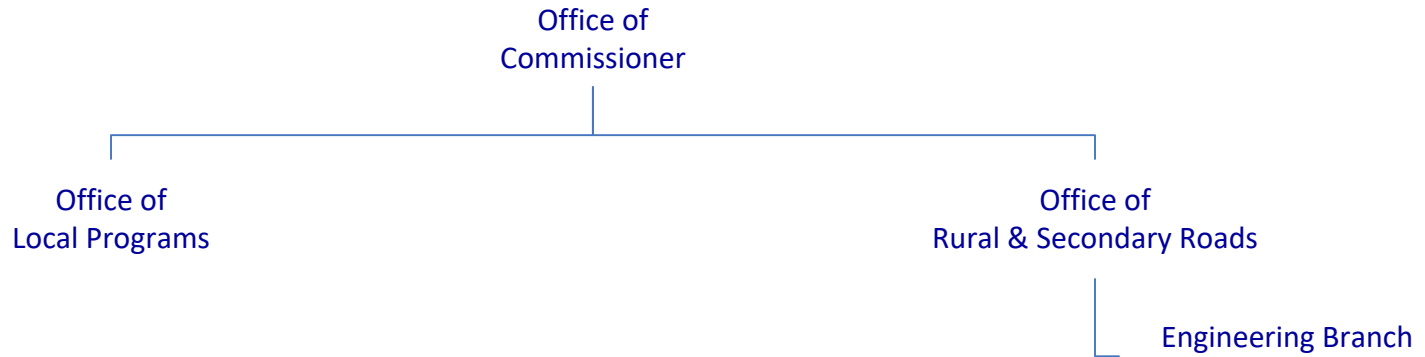 Office of
Commissioner
Office of
Local Programs
Office of
Rural & Secondary Roads
Engineering Branch